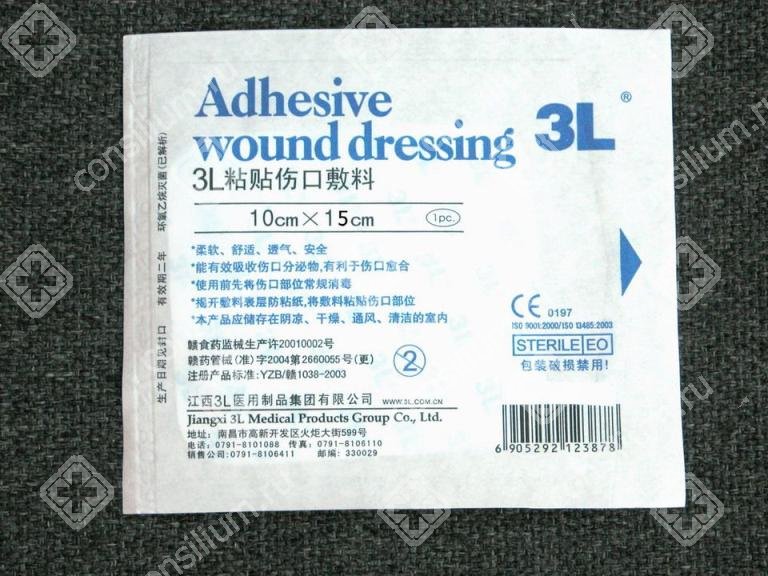 Adhesive
wound dressing
3L®
3L粘贴伤口敷料
10cm×15cm
1pc.
*柔软、舒适、透气、安全
*能有效吸收伤口分泌物,有利于伤口愈合
*使用前先将伤口部位常规消毒
*揭开敷料表层防粘纸,将敷料粘贴伤口部位
*本产品应储存在阴凉、干燥、通风、清洁的室内
CE 0197
ISO 9001:2000/ISO 13485:2003
STERILE EO
包装破损禁用!
赣食药监械生产许20010002号
赣药管械(准)字2004第2660055号(更)
注册产品标准:YZB/赣1038-2003
2
江西3L医用制品集团有限公司 WWW.3L.COM.CN
Jiangxi 3L Medical Products Group Co., Ltd.
地址:南昌市高新开发区火炬大街599号
电话:0791-8101088 传真:0791-8106110
销售公司:0791-8106411 邮编:330029
6 905292 123878
生产日期见封口 有效期二年 环氧乙烷灭菌(已解析)
consilium.ru